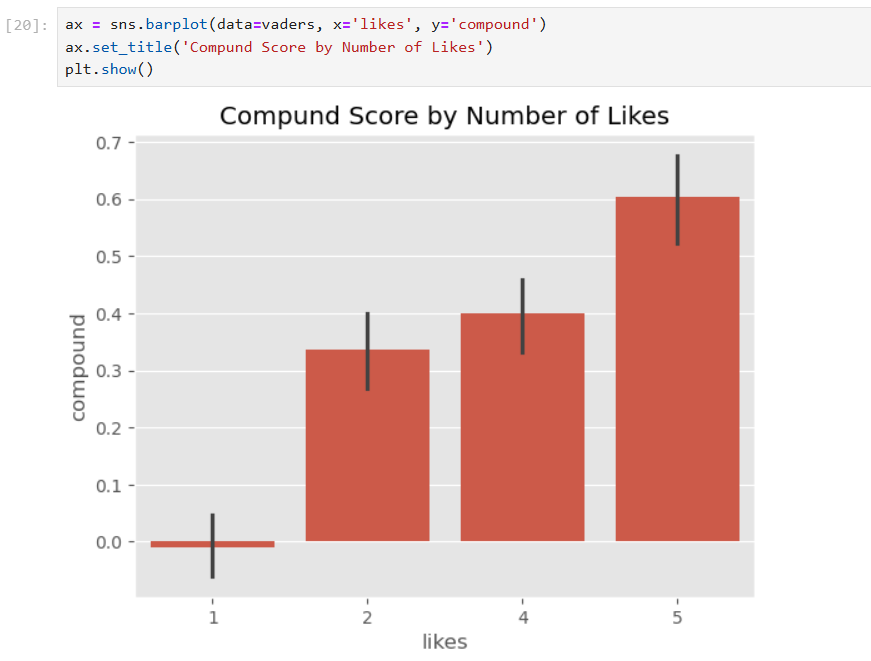 [20]: ax = sns.barplot(data=vaders, x='likes', y='compound')
ax.set_title('Compund Score by Number of Likes')
plt.show()
Compund Score by Number of Likes
0.7
0.6
0.5
0.4
0.3
0.2
0.1
0.0
compound
1 2 4 5
likes